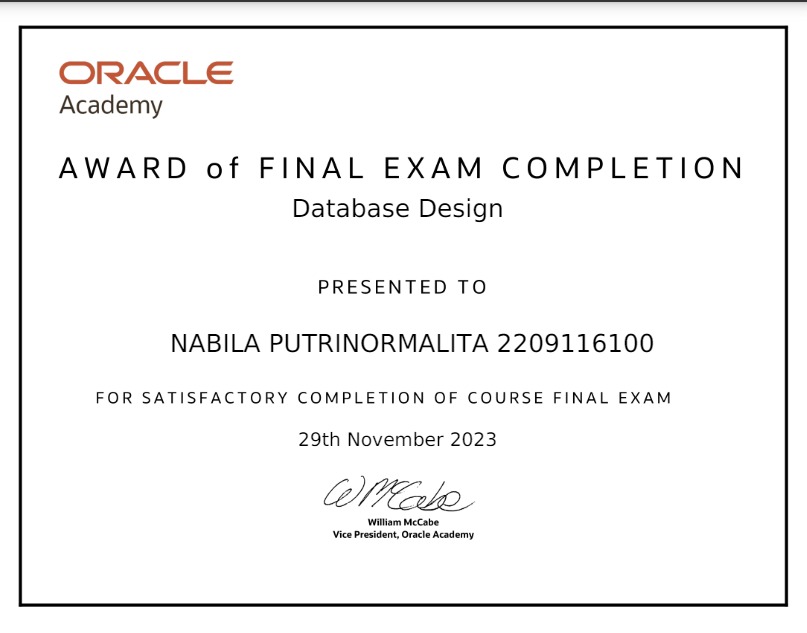 ORACLE
Academy
AWARD of FINAL EXAM COMPLETION
Database Design
PRESENTED TO
NABILA PUTRINORMALITA 2209116100
FOR SATISFACTORY COMPLETION OF COURSE FINAL EXAM
29th November 2023
W McCabe
William McCabe
Vice President, Oracle Academy